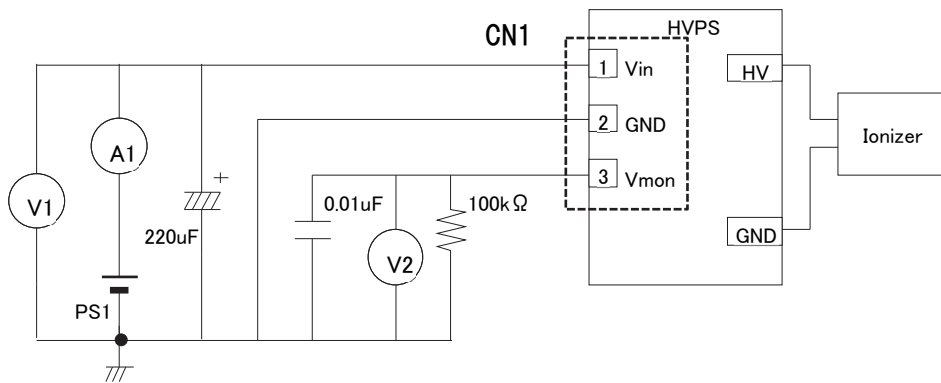 CN1
HVPS
1 Vin
HV
2 GND
A1
Ionizer
3 Vmon
V1
+
0.01uF
100kΩ
220uF
V2
GND
PS1